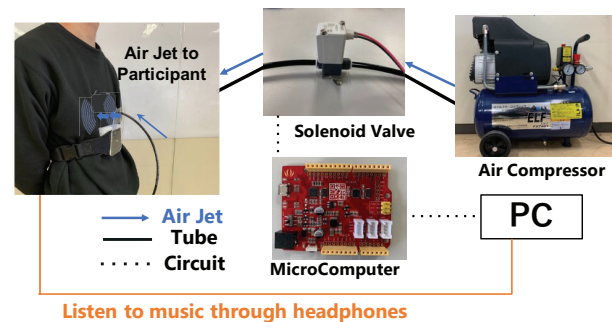 Air Jet to
Participant
Solenoid Valve
ELF
Air Compressor
PC
Air Jet
Tube
Circuit
MicroComputer
Listen to music through headphones